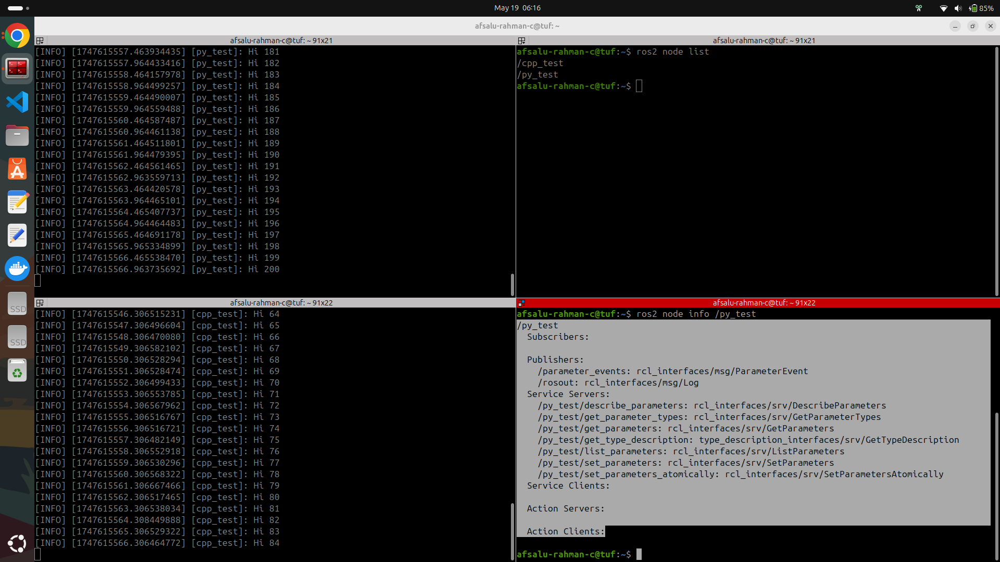 May 19 06:16
85%
afsalu-rahman-c@tuf: ~
afsalu-rahman-c@tuf: ~ 91x21
[INFO] [1747615557.463934435] [py_test]: Hi 181
[INFO] [1747615557.964433416] [py_test]: Hi 182
[INFO] [1747615558.464157978] [py_test]: Hi 183
[INFO] [1747615558.964499257] [py_test]: Hi 184
[INFO] [1747615559.464490007] [py_test]: Hi 185
[INFO] [1747615559.964559488] [py_test]: Hi 186
[INFO] [1747615560.464587487] [py_test]: Hi 187
[INFO] [1747615560.964461138] [py_test]: Hi 188
[INFO] [1747615561.464511801] [py_test]: Hi 189
[INFO] [1747615561.964479395] [py_test]: Hi 190
[INFO] [1747615562.464561465] [py_test]: Hi 191
[INFO] [1747615562.963559713] [py_test]: Hi 192
[INFO] [1747615563.464420578] [py_test]: Hi 193
[INFO] [1747615563.964465101] [py_test]: Hi 194
[INFO] [1747615564.465407737] [py_test]: Hi 195
[INFO] [1747615564.964464483] [py_test]: Hi 196
[INFO] [1747615565.464691178] [py_test]: Hi 197
[INFO] [1747615565.965334899] [py_test]: Hi 198
[INFO] [1747615566.465538470] [py_test]: Hi 199
[INFO] [1747615566.963735692] [py_test]: Hi 200
afsalu-rahman-c@tuf: ~ 91x21
afsalu-rahman-c@tuf:~$ ros2 node list
/cpp_test
/py_test
afsalu-rahman-c@tuf:~$
afsalu-rahman-c@tuf: ~ 91x22
[INFO] [1747615546.306515231] [cpp_test]: Hi 64
[INFO] [1747615547.306496604] [cpp_test]: Hi 65
[INFO] [1747615548.306470080] [cpp_test]: Hi 66
[INFO] [1747615549.306582102] [cpp_test]: Hi 67
[INFO] [1747615550.306528294] [cpp_test]: Hi 68
[INFO] [1747615551.306528474] [cpp_test]: Hi 69
[INFO] [1747615552.306499433] [cpp_test]: Hi 70
[INFO] [1747615553.306553785] [cpp_test]: Hi 71
[INFO] [1747615554.306567962] [cpp_test]: Hi 72
[INFO] [1747615555.306516767] [cpp_test]: Hi 73
[INFO] [1747615556.306516721] [cpp_test]: Hi 74
[INFO] [1747615557.306482149] [cpp_test]: Hi 75
[INFO] [1747615558.306552918] [cpp_test]: Hi 76
[INFO] [1747615559.306530296] [cpp_test]: Hi 77
[INFO] [1747615560.306568322] [cpp_test]: Hi 78
[INFO] [1747615561.306667466] [cpp_test]: Hi 79
[INFO] [1747615562.306517465] [cpp_test]: Hi 80
[INFO] [1747615563.306538034] [cpp_test]: Hi 81
[INFO] [1747615564.308449888] [cpp_test]: Hi 82
[INFO] [1747615565.306529322] [cpp_test]: Hi 83
[INFO] [1747615566.306464772] [cpp_test]: Hi 84
afsalu-rahman-c@tuf: ~ 91x22
afsalu-rahman-c@tuf:~$ ros2 node info /py_test
/py_test
  Subscribers:
  Publishers:
    /parameter_events: rcl_interfaces/msg/ParameterEvent
    /rosout: rcl_interfaces/msg/Log
  Service Servers:
    /py_test/describe_parameters: rcl_interfaces/srv/DescribeParameters
    /py_test/get_parameter_types: rcl_interfaces/srv/GetParameterTypes
    /py_test/get_parameters: rcl_interfaces/srv/GetParameters
    /py_test/get_type_description: type_description_interfaces/srv/GetTypeDescription
    /py_test/list_parameters: rcl_interfaces/srv/ListParameters
    /py_test/set_parameters: rcl_interfaces/srv/SetParameters
    /py_test/set_parameters_atomically: rcl_interfaces/srv/SetParametersAtomically
  Service Clients:
  Action Servers:
  Action Clients:
afsalu-rahman-c@tuf:~$
SSD
SSD